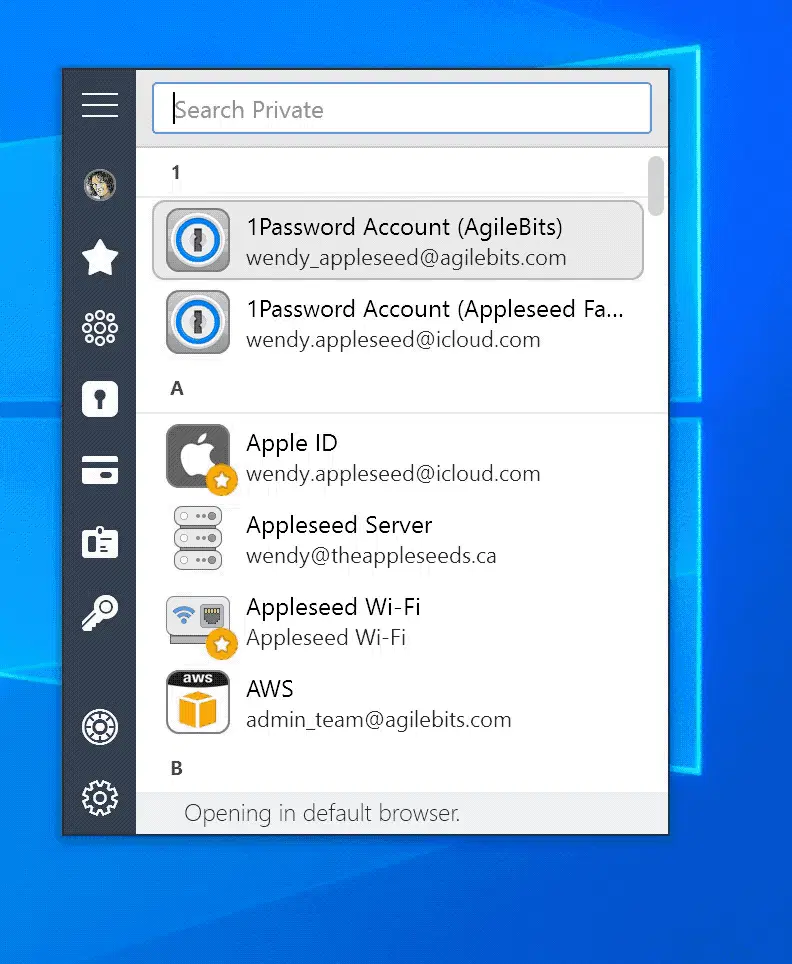 Search Private
1
1Password Account (AgileBits)
wendy_appleseed@agilebits.com
1Password Account (Appleseed Fa...
wendy.appleseed@icloud.com
A
Apple ID
wendy.appleseed@icloud.com
Appleseed Server
wendy@theappleseeds.ca
Appleseed Wi-Fi
Appleseed Wi-Fi
aws
AWS
admin_team@agilebits.com
B
Opening in default browser.